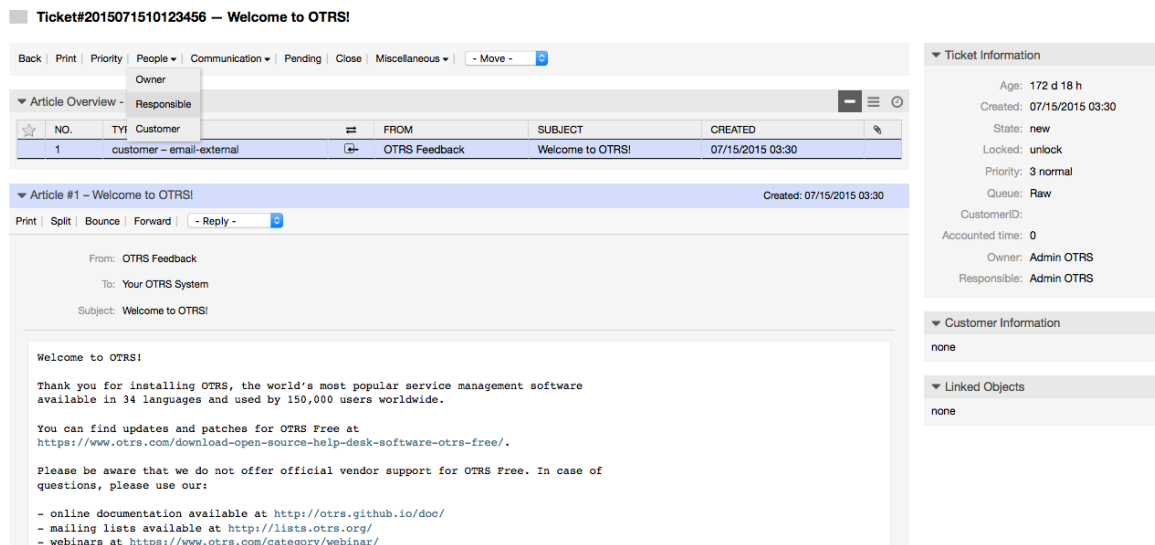 Ticket#2015071510123456 — Welcome to OTRS!
Back Print Priority People Communication Pending Close Miscellaneous - Move -
Owner
Responsible
Customer
Article Overview -
NO. FROM SUBJECT CREATED
1 customer – email-external OTRS Feedback Welcome to OTRS! 07/15/2015 03:30
Article #1 – Welcome to OTRS! Created: 07/15/2015 03:30
Print Split Bounce Forward - Reply -
From: OTRS Feedback
To: Your OTRS System
Subject: Welcome to OTRS!
Welcome to OTRS!
Thank you for installing OTRS, the world's most popular service management software
available in 34 languages and used by 150,000 users worldwide.
You can find updates and patches for OTRS Free at
https://www.otrs.com/download-open-source-help-desk-software-otrs-free/.
Please be aware that we do not offer official vendor support for OTRS Free. In case of
questions, please use our:
- online documentation available at http://otrs.github.io/doc/
- mailing lists available at http://lists.otrs.org/
- webinars at https://www.otrs.com/category/webinar/
Ticket Information
Age: 172 d 18 h
Created: 07/15/2015 03:30
State: new
Locked: unlock
Priority: 3 normal
Queue: Raw
CustomerID:
Accounted time: 0
Owner: Admin OTRS
Responsible: Admin OTRS
Customer Information
none
Linked Objects
none